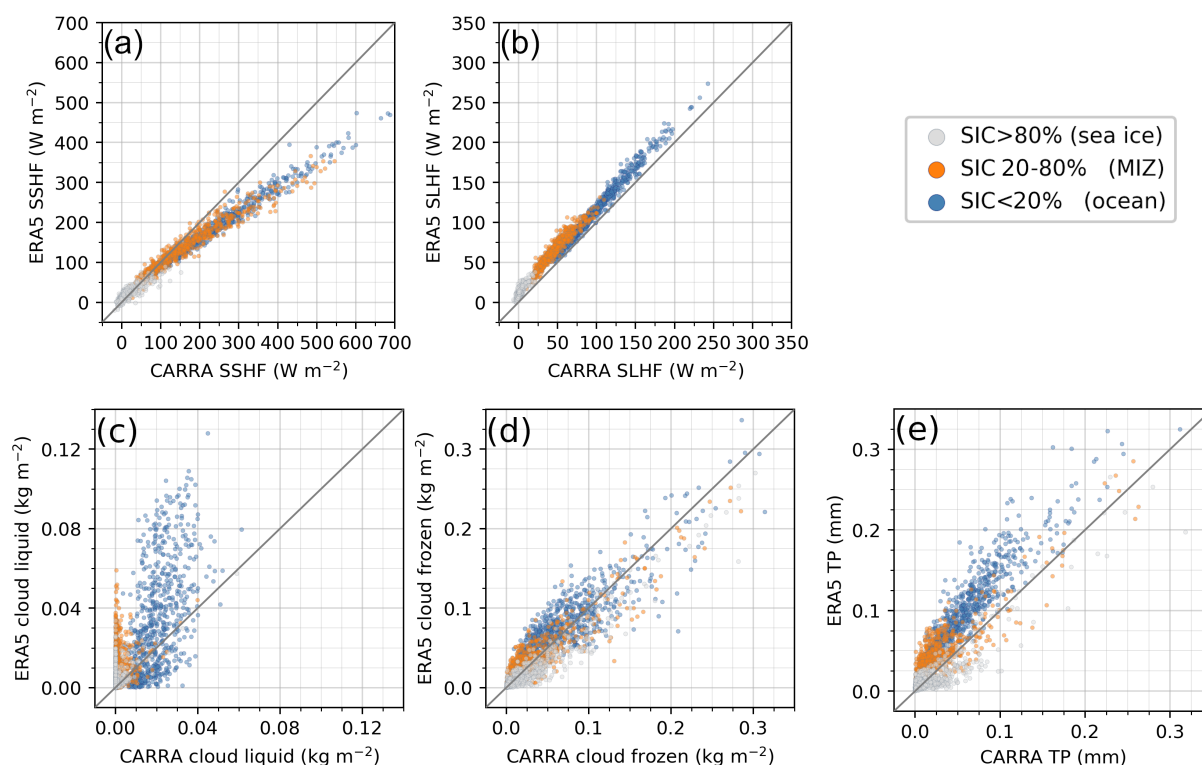 (a)
700
600
500
400
300
200
100
0
ERA5 SSHF (W m⁻²)
0 100 200 300 400 500 600 700
CARRA SSHF (W m⁻²)
(b)
350
300
250
200
150
100
50
0
ERA5 SLHF (W m⁻²)
0 50 100 150 200 250 300 350
CARRA SLHF (W m⁻²)
SIC>80% (sea ice)
SIC 20-80% (MIZ)
SIC<20% (ocean)
(c)
0.12
0.08
0.04
0.00
ERA5 cloud liquid (kg m⁻²)
0.00 0.04 0.08 0.12
CARRA cloud liquid (kg m⁻²)
(d)
0.3
0.2
0.1
0.0
ERA5 cloud frozen (kg m⁻²)
0.0 0.1 0.2 0.3
CARRA cloud frozen (kg m⁻²)
(e)
0.3
0.2
0.1
0.0
ERA5 TP (mm)
0.0 0.1 0.2 0.3
CARRA TP (mm)